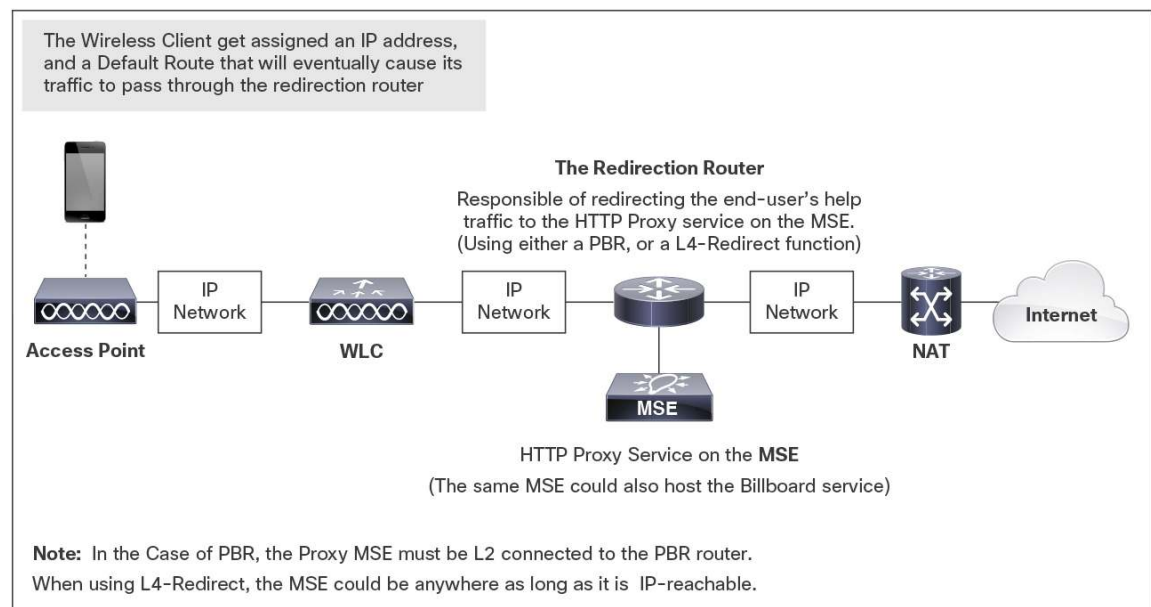 The Wireless Client get assigned an IP address,
and a Default Route that will eventually cause its
traffic to pass through the redirection router
The Redirection Router
Responsible of redirecting the end-user's help
traffic to the HTTP Proxy service on the MSE.
(Using either a PBR, or a L4-Redirect function)
IP
Network
IP
Network
IP
Network
Internet
Access Point
WLC
NAT
MSE
HTTP Proxy Service on the MSE
(The same MSE could also host the Billboard service)
Note: In the Case of PBR, the Proxy MSE must be L2 connected to the PBR router.
When using L4-Redirect, the MSE could be anywhere as long as it is IP-reachable.